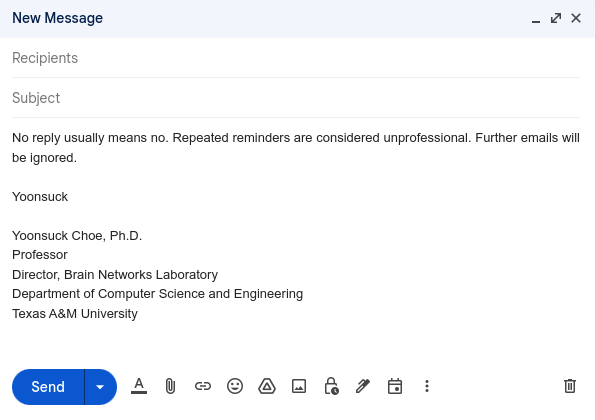 New Message
Recipients
Subject
No reply usually means no. Repeated reminders are considered unprofessional. Further emails will
be ignored.
Yoonsuck
Yoonsuck Choe, Ph.D.
Professor
Director, Brain Networks Laboratory
Department of Computer Science and Engineering
Texas A&M University
Send
A